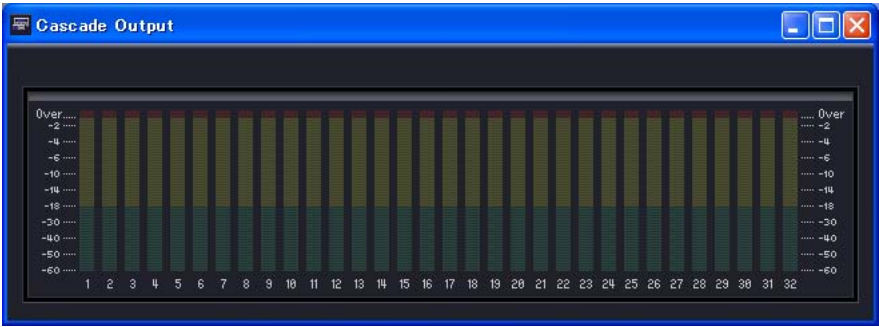 Cascade Output
Over..... ..... Over
-2 ..... ..... -2
-4 ..... ..... -4
-6 ..... ..... -6
-10 ..... ..... -10
-14 ..... ..... -14
-18 ..... ..... -18
-30 ..... ..... -30
-40 ..... ..... -40
-50 ..... ..... -50
-60 ..... ..... -60
1 2 3 4 5 6 7 8 9 10 11 12 13 14 15 16 17 18 19 20 21 22 23 24 25 26 27 28 29 30 31 32